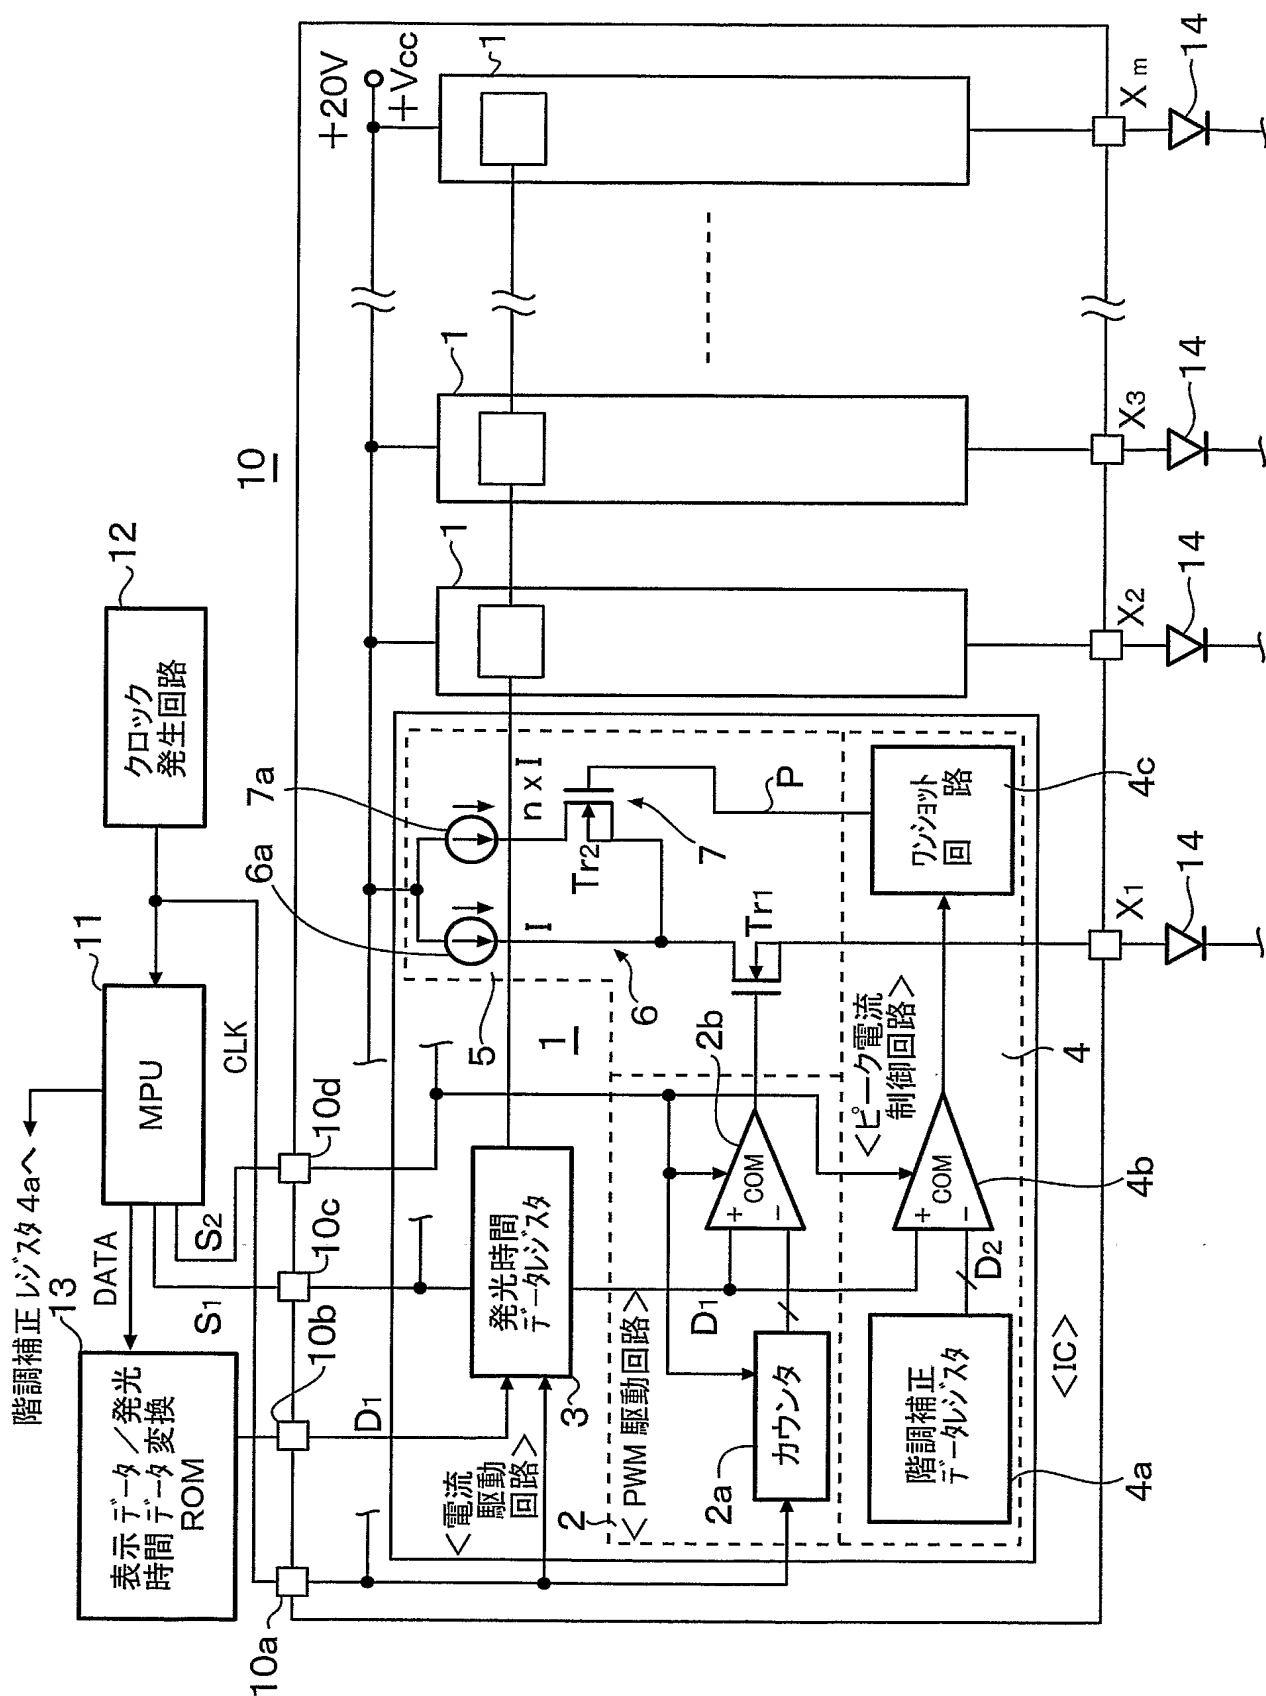 階調補正レジスタ4aへ
13
DATA
表示データ／発光
時間データ変換
ROM
11
MPU
12
クロック
発生回路
CLK
S1
S2
10
10a
10b
10c
10d
D1
+20V
+Vcc
<電流
駆動
回路>
3
発光時間
データレジスタ
5
1
6a
7a
I
n x I
Tr2
7
6
1
1
1
2
<PWM駆動回路>
2a
カウンタ
D1
+
−
COM
2b
Tr1
P
<ピーク電流
制御回路>
4
階調補正
データレジスタ
4a
D2
+
−
COM
4b
ワンショット
回路
4c
<IC>
X1
14
X2
14
X3
14
Xm
14